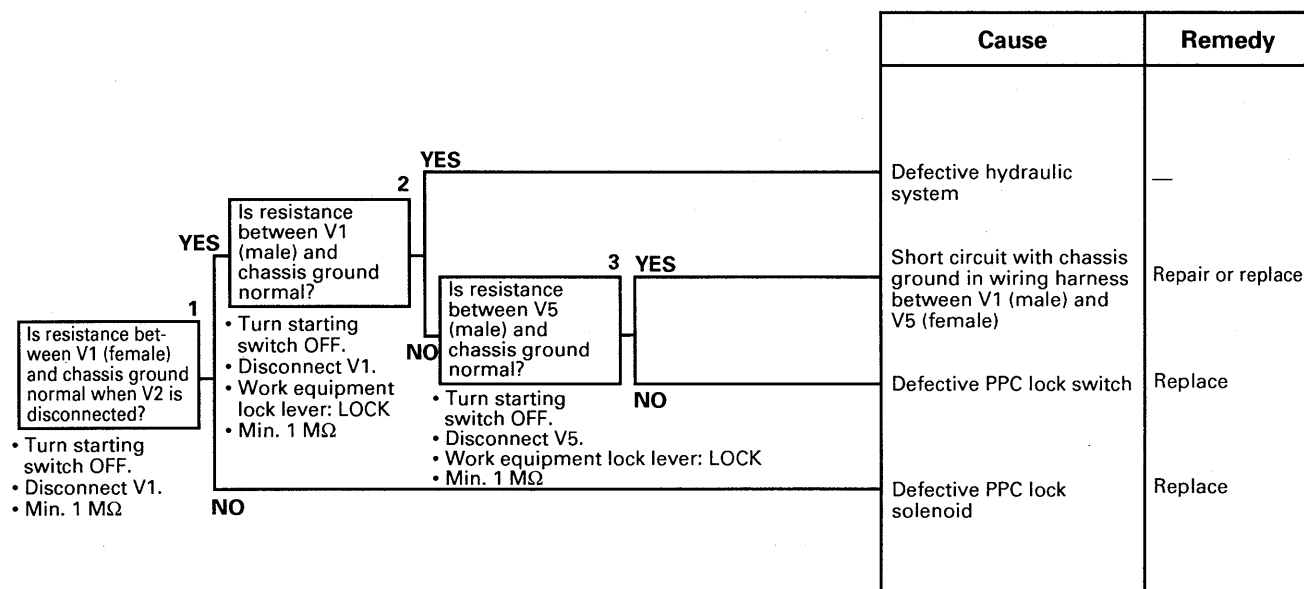 Cause
Remedy
YES
Defective hydraulic
system
—
2
Is resistance
between V1
(male) and
chassis ground
normal?
YES
• Turn starting
switch OFF.
• Disconnect V1.
• Work equipment
lock lever: LOCK
• Min. 1 MΩ
3
YES
Is resistance
between V5
(male) and
chassis ground
normal?
NO
Short circuit with chassis
ground in wiring harness
between V1 (male) and
V5 (female)
Repair or replace
NO
Defective PPC lock switch
Replace
• Turn starting
switch OFF.
• Disconnect V5.
• Work equipment lock lever: LOCK
• Min. 1 MΩ
1
Is resistance bet-
ween V1 (female)
and chassis ground
normal when V2 is
disconnected?
• Turn starting
switch OFF.
• Disconnect V1.
• Min. 1 MΩ
NO
Defective PPC lock
solenoid
Replace